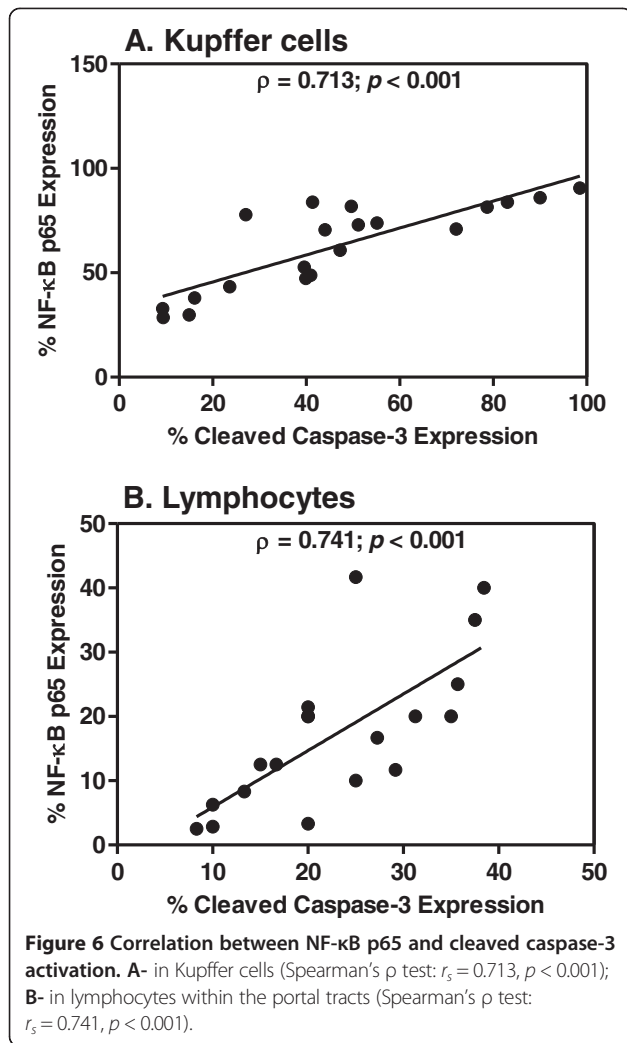 A. Kupffer cells
ρ = 0.713; p < 0.001
% NF-κB p65 Expression
150
100
50
0
0 20 40 60 80 100
% Cleaved Caspase-3 Expression
B. Lymphocytes
ρ = 0.741; p < 0.001
% NF-κB p65 Expression
50
40
30
20
10
0
0 10 20 30 40 50
% Cleaved Caspase-3 Expression
Figure 6 Correlation between NF-κB p65 and cleaved caspase-3
activation. A- in Kupffer cells (Spearman's ρ test: rs = 0.713, p < 0.001);
B- in lymphocytes within the portal tracts (Spearman's ρ test:
rs = 0.741, p < 0.001).